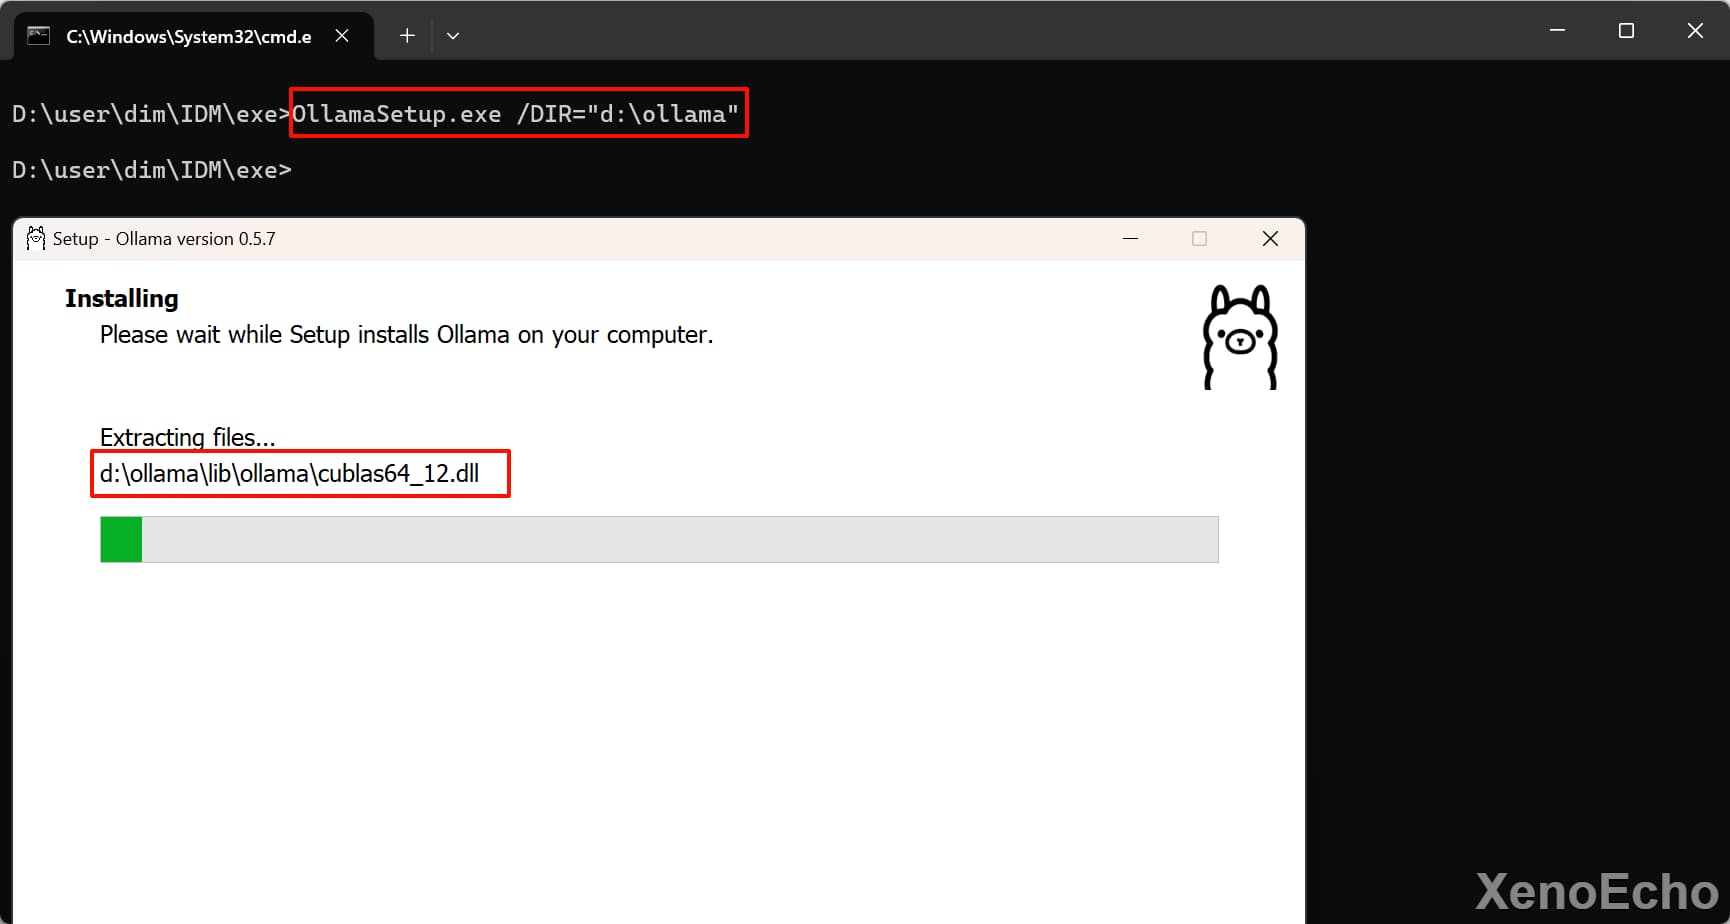 C:\Windows\System32\cmd.e
D:\user\dim\IDM\exe>OllamaSetup.exe /DIR="d:\ollama"
D:\user\dim\IDM\exe>
Setup - Ollama version 0.5.7
Installing
Please wait while Setup installs Ollama on your computer.
Extracting files...
d:\ollama\lib\ollama\cublas64_12.dll
XenoEcho